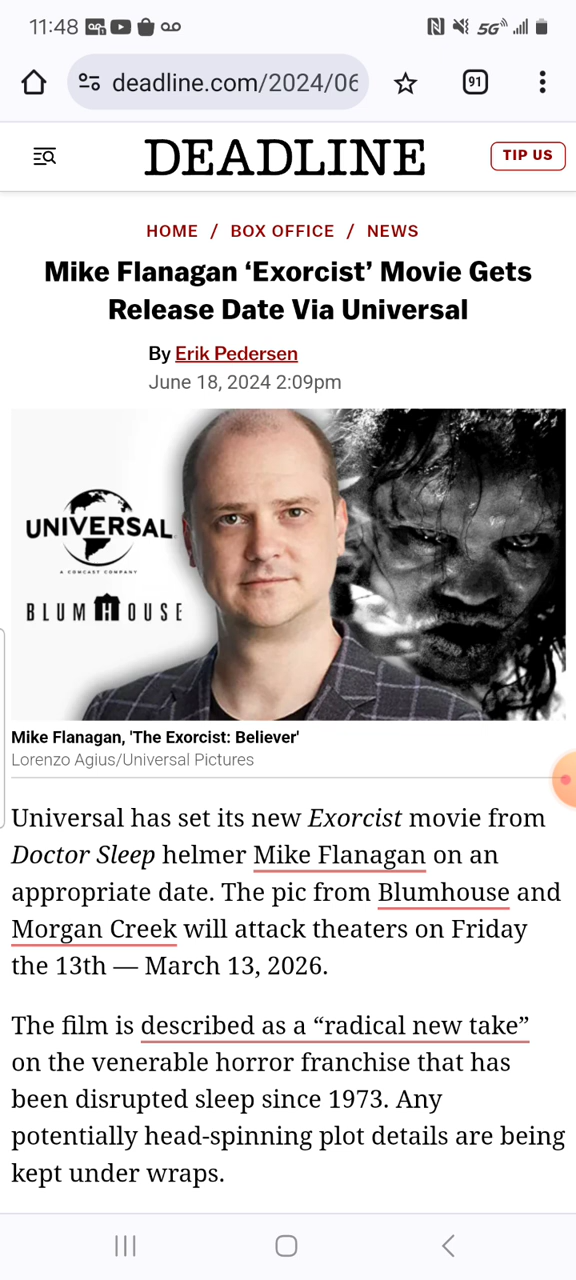 11:48
5G
deadline.com/2024/06
91
DEADLINE
TIP US
HOME / BOX OFFICE / NEWS
Mike Flanagan ‘Exorcist’ Movie Gets
Release Date Via Universal
By Erik Pedersen
June 18, 2024 2:09pm
UNIVERSAL
A COMCAST COMPANY
BLUMHOUSE
Mike Flanagan, 'The Exorcist: Believer'
Lorenzo Agius/Universal Pictures
Universal has set its new Exorcist movie from
Doctor Sleep helmer Mike Flanagan on an
appropriate date. The pic from Blumhouse and
Morgan Creek will attack theaters on Friday
the 13th — March 13, 2026.
The film is described as a “radical new take”
on the venerable horror franchise that has
been disrupted sleep since 1973. Any
potentially head-spinning plot details are being
kept under wraps.